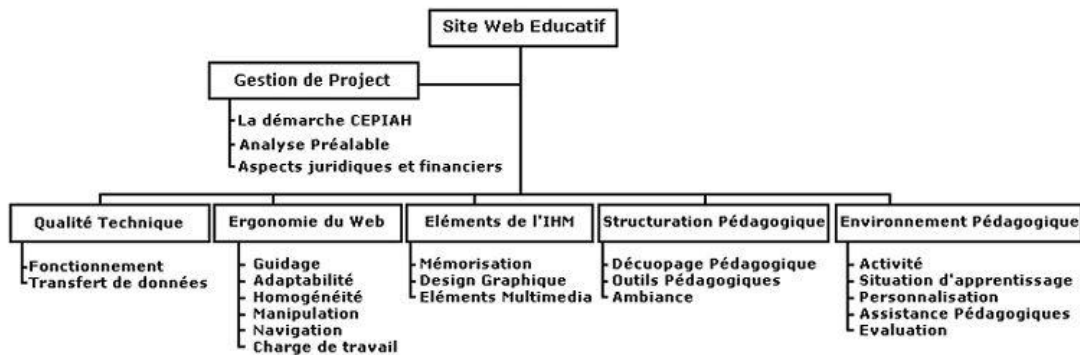 Site Web Educatif
Gestion de Project
La démarche CEPIAH
Analyse Préalable
Aspects juridiques et financiers
Qualité Technique
Fonctionnement
Transfert de données
Ergonomie du Web
Guidage
Adaptabilité
Homogénéité
Manipulation
Navigation
Charge de travail
Eléments de l'IHM
Mémorisation
Design Graphique
Eléments Multimedia
Structuration Pédagogique
Découpage Pédagogique
Outils Pédagogiques
Ambiance
Environnement Pédagogique
Activité
Situation d'apprentissage
Personnalisation
Assistance Pédagogiques
Evaluation